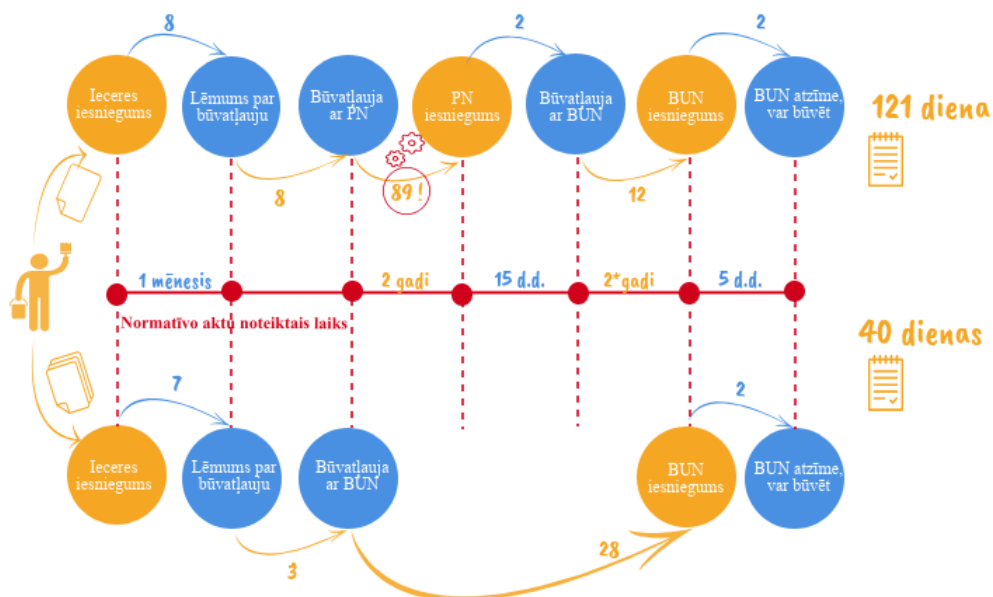 8
2
2
Ieceres
iesniegums
Lēmums par
būvatļauju
Būvatļauja
ar PN
PN
iesniegums
Būvatļauja
ar BUN
BUN
iesniegums
BUN atzīme,
var būvēt
121 diena
8
89 !
12
1 mēnesis
2 gadi
15 d.d.
2*gadi
5 d.d.
Normatīvo aktu noteiktais laiks
40 dienas
7
2
Ieceres
iesniegums
Lēmums par
būvatļauju
Būvatļauja
ar BUN
BUN
iesniegums
BUN atzīme,
var būvēt
3
28